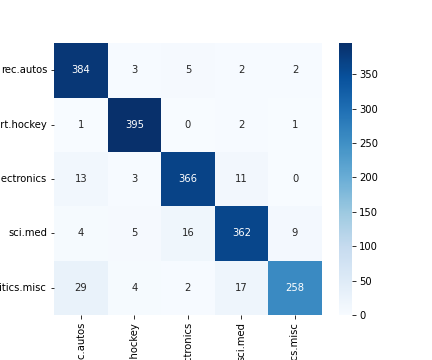 rec.autos 384 3 5 2 2
rt.hockey 1 395 0 2 1
ectronics 13 3 366 11 0
sci.med 4 5 16 362 9
itics.misc 29 4 2 17 258
c.autos
hockey
ctronics
sci.med
cs.misc
350
300
250
200
150
100
50
0